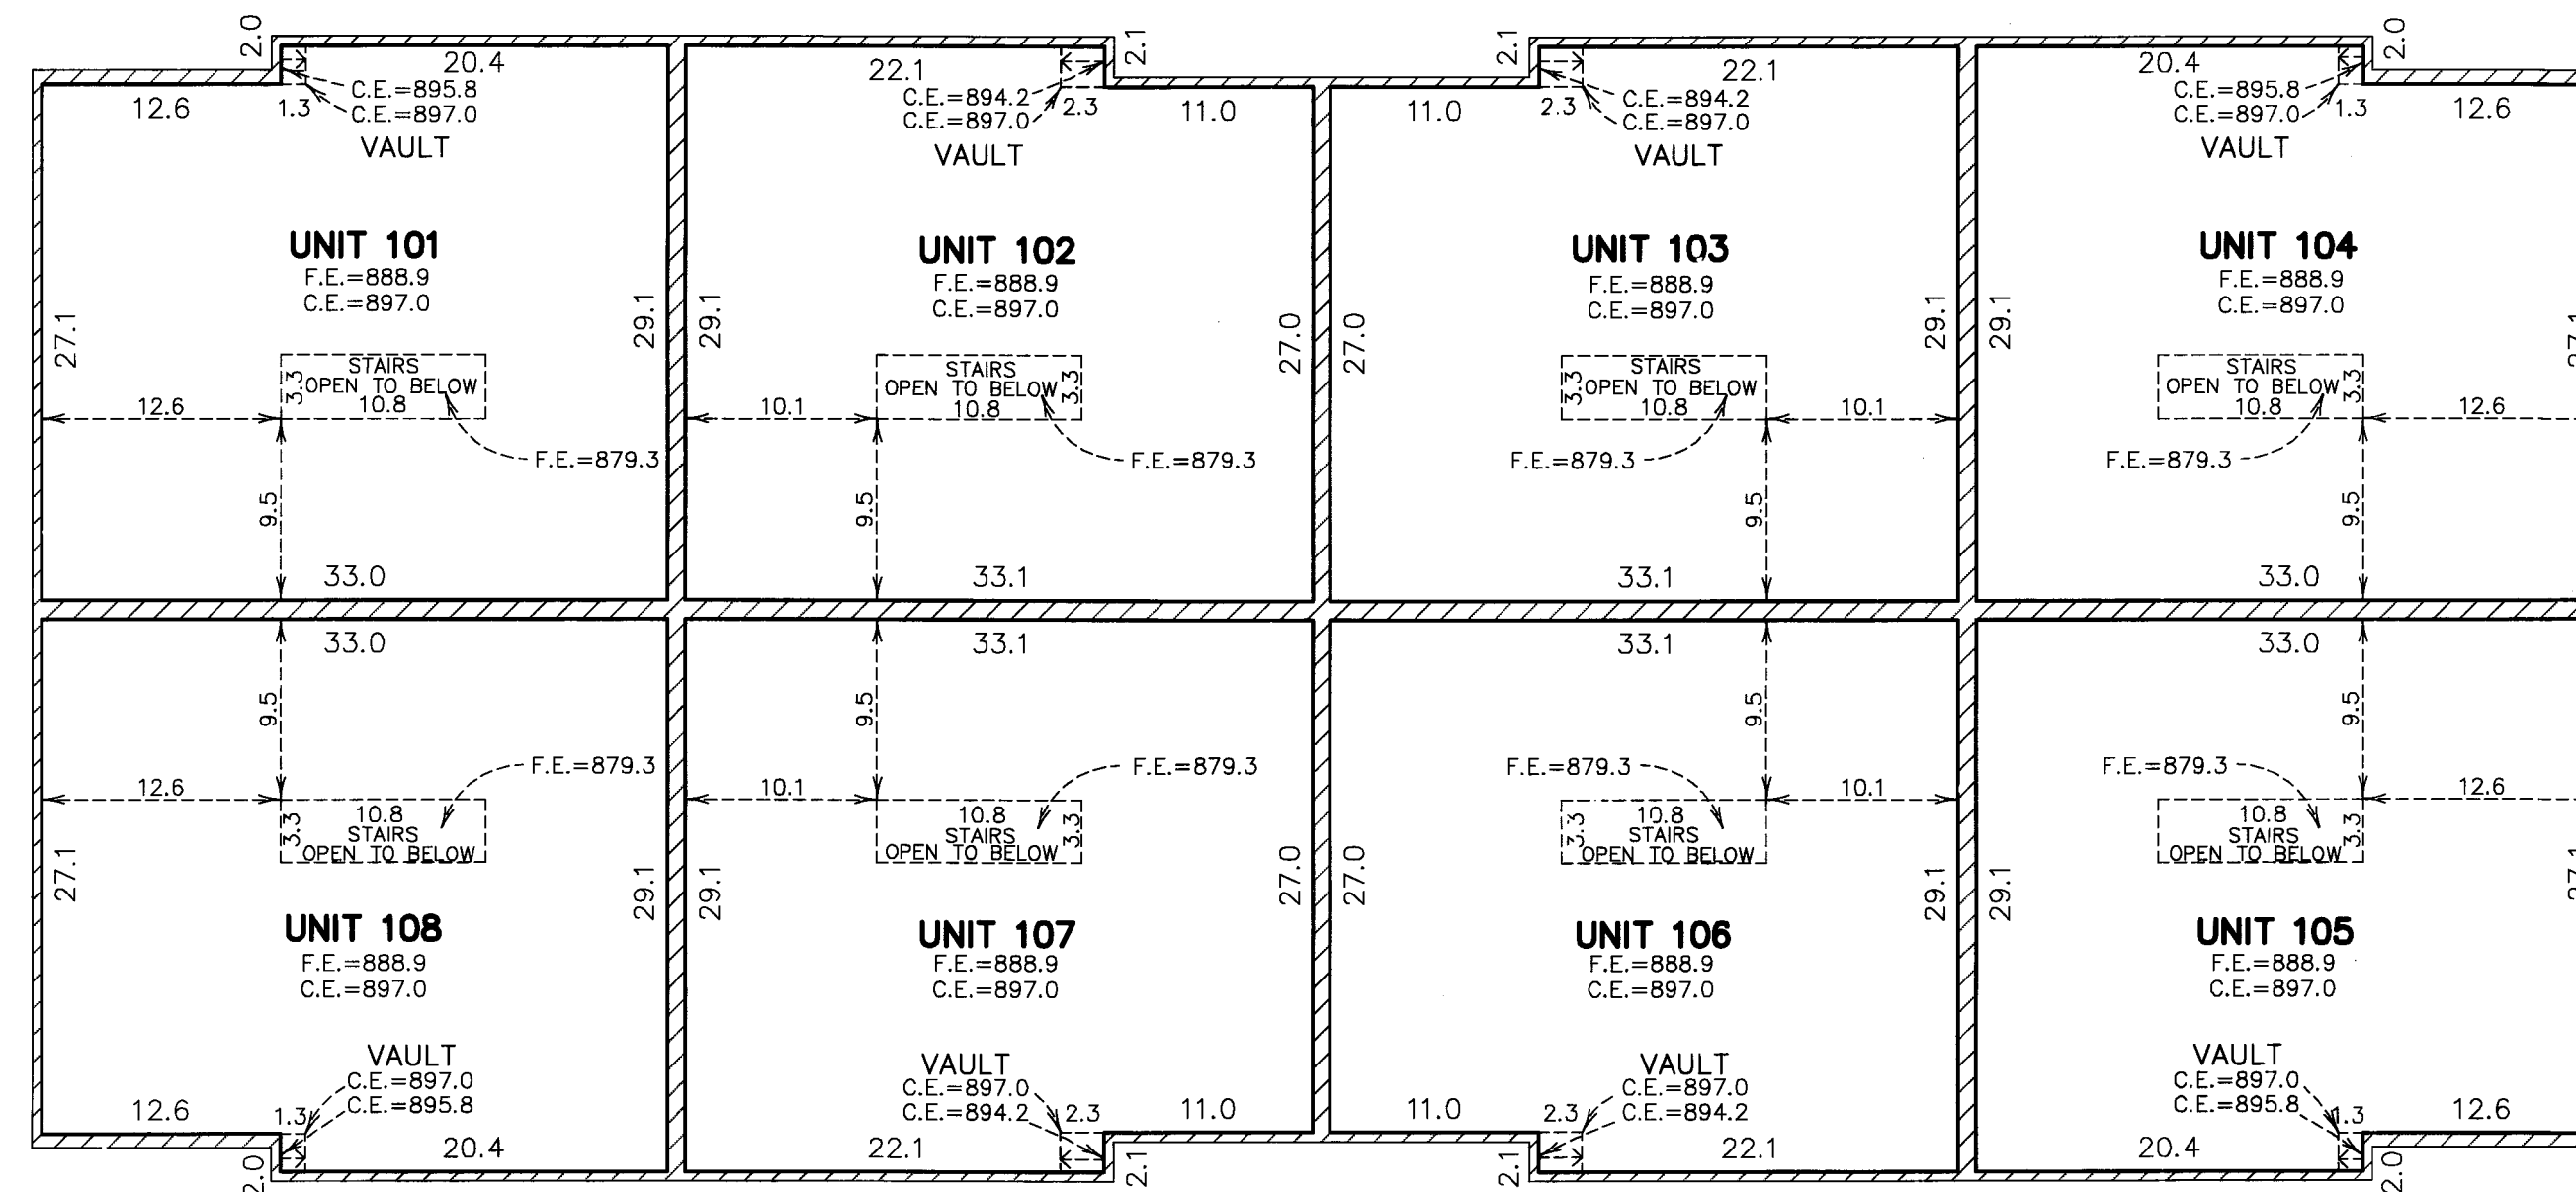 2.0
20.4
C.E.=895.8
12.6
1.3
C.E.=897.0
VAULT
UNIT 101
F.E.=888.9
C.E.=897.0
27.1
29.1
STAIRS
3.3
OPEN TO BELOW
10.8
12.6
F.E.=879.3
9.5
33.0
2.1
22.1
C.E.=894.2
C.E.=897.0
2.3
11.0
VAULT
UNIT 102
F.E.=888.9
C.E.=897.0
29.1
27.0
STAIRS
OPEN TO BELOW
3.3
10.8
10.1
F.E.=879.3
9.5
33.1
2.1
22.1
C.E.=894.2
11.0
2.3
C.E.=897.0
VAULT
UNIT 103
F.E.=888.9
C.E.=897.0
27.0
29.1
STAIRS
3.3
OPEN TO BELOW
10.8
10.1
F.E.=879.3
9.5
33.1
2.0
20.4
C.E.=895.8
C.E.=897.0
1.3
12.6
VAULT
UNIT 104
F.E.=888.9
C.E.=897.0
29.1
27.1
STAIRS
OPEN TO BELOW
3.3
10.8
12.6
F.E.=879.3
9.5
33.0
33.0
9.5
F.E.=879.3
12.6
10.8
3.3
STAIRS
OPEN TO BELOW
27.1
29.1
UNIT 108
F.E.=888.9
C.E.=897.0
VAULT
C.E.=897.0
C.E.=895.8
12.6
1.3
20.4
2.0
33.1
9.5
F.E.=879.3
10.1
10.8
3.3
STAIRS
OPEN TO BELOW
29.1
27.0
UNIT 107
F.E.=888.9
C.E.=897.0
VAULT
C.E.=897.0
C.E.=894.2
2.3
11.0
22.1
2.1
33.1
9.5
F.E.=879.3
10.1
10.8
3.3
STAIRS
OPEN TO BELOW
27.0
29.1
UNIT 106
F.E.=888.9
C.E.=897.0
VAULT
C.E.=897.0
C.E.=894.2
11.0
2.3
22.1
2.1
33.0
9.5
F.E.=879.3
12.6
10.8
3.3
STAIRS
OPEN TO BELOW
29.1
27.1
UNIT 105
F.E.=888.9
C.E.=897.0
VAULT
C.E.=897.0
C.E.=895.8
1.3
12.6
20.4
2.0